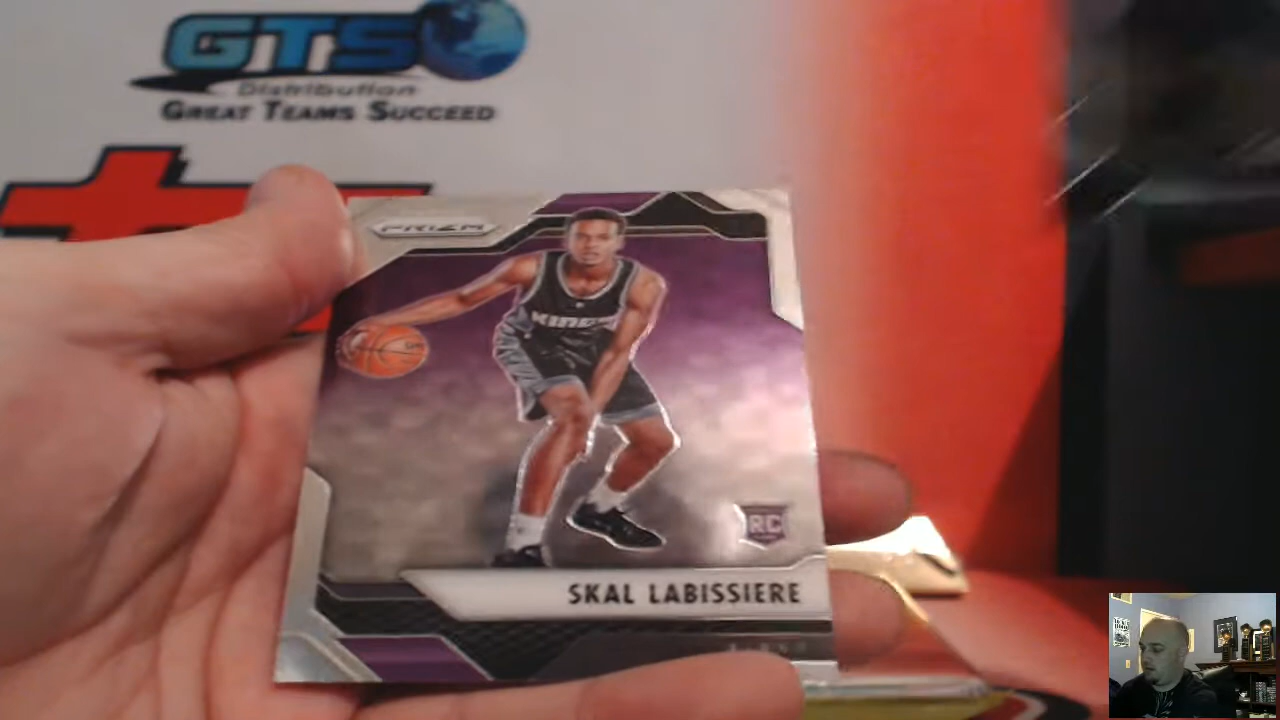 GTS
Distribution
GREAT TEAMS SUCCEED
PRIZM
KINGS
RC
SKAL LABISSIERE